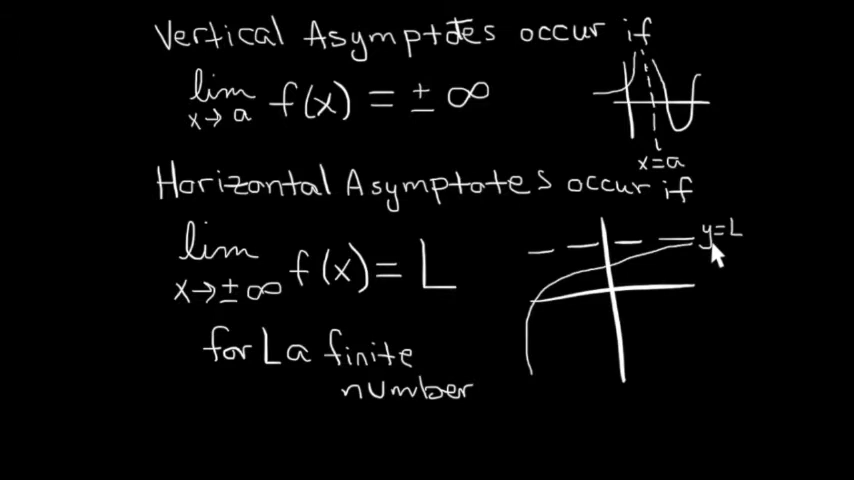 Vertical Asymptotes occur if
lim x→a f(x) = ± ∞
x=a
Horizontal Asymptotes occur if
lim x→±∞ f(x) = L
y=L
for L a finite
number